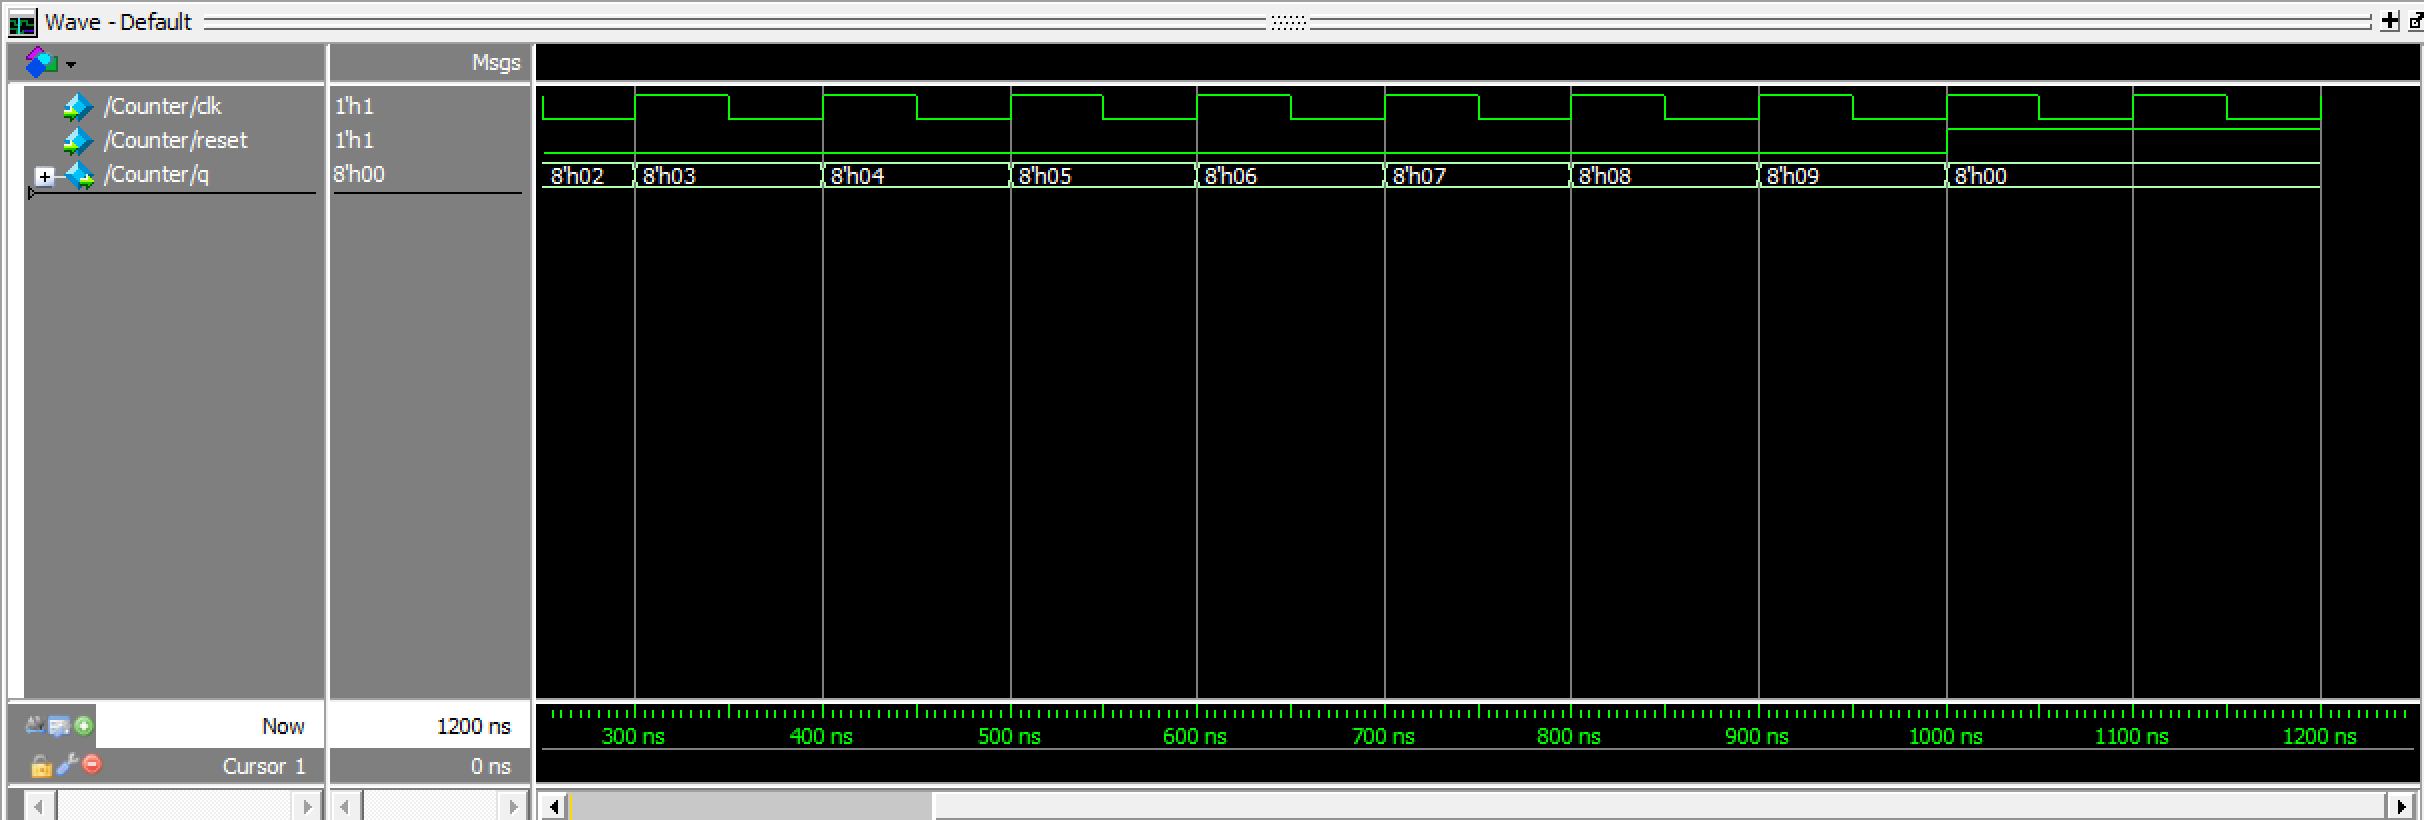 Wave - Default
Msgs
/Counter/clk 1'h1
/Counter/reset 1'h1
/Counter/q 8'h00 8'h02 8'h03 8'h04 8'h05 8'h06 8'h07 8'h08 8'h09 8'h00
Now 1200 ns 300 ns 400 ns 500 ns 600 ns 700 ns 800 ns 900 ns 1000 ns 1100 ns 1200 ns
Cursor 1 0 ns